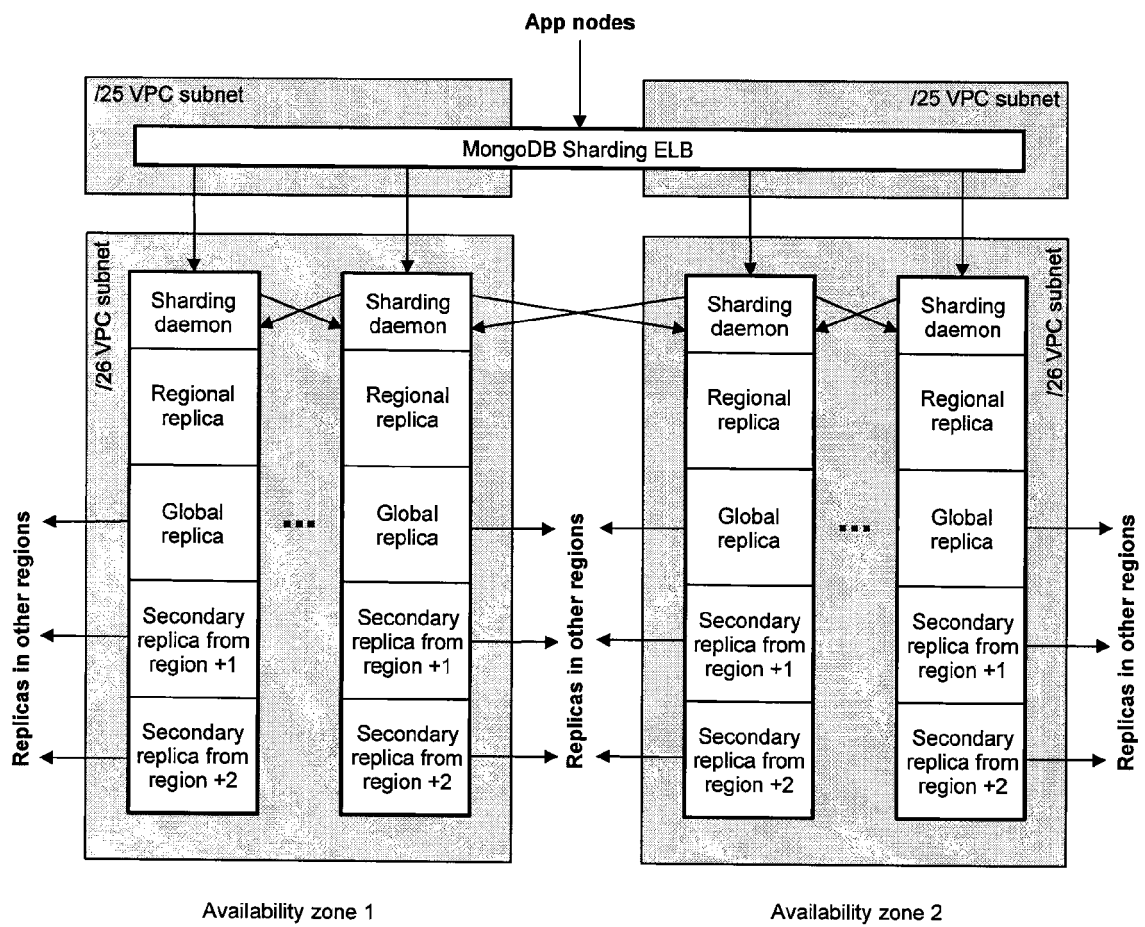 App nodes
/25 VPC subnet
/25 VPC subnet
MongoDB Sharding ELB
/26 VPC subnet
Sharding
daemon
Regional
replica
Global
replica
Secondary
replica from
region +1
Secondary
replica from
region +2
...
Sharding
daemon
Regional
replica
Global
replica
Secondary
replica from
region +1
Secondary
replica from
region +2
Sharding
daemon
Regional
replica
Global
replica
Secondary
replica from
region +1
Secondary
replica from
region +2
...
Sharding
daemon
Regional
replica
Global
replica
Secondary
replica from
region +1
Secondary
replica from
region +2
/26 VPC subnet
Replicas in other regions
Replicas in other regions
Replicas in other regions
Availability zone 1
Availability zone 2